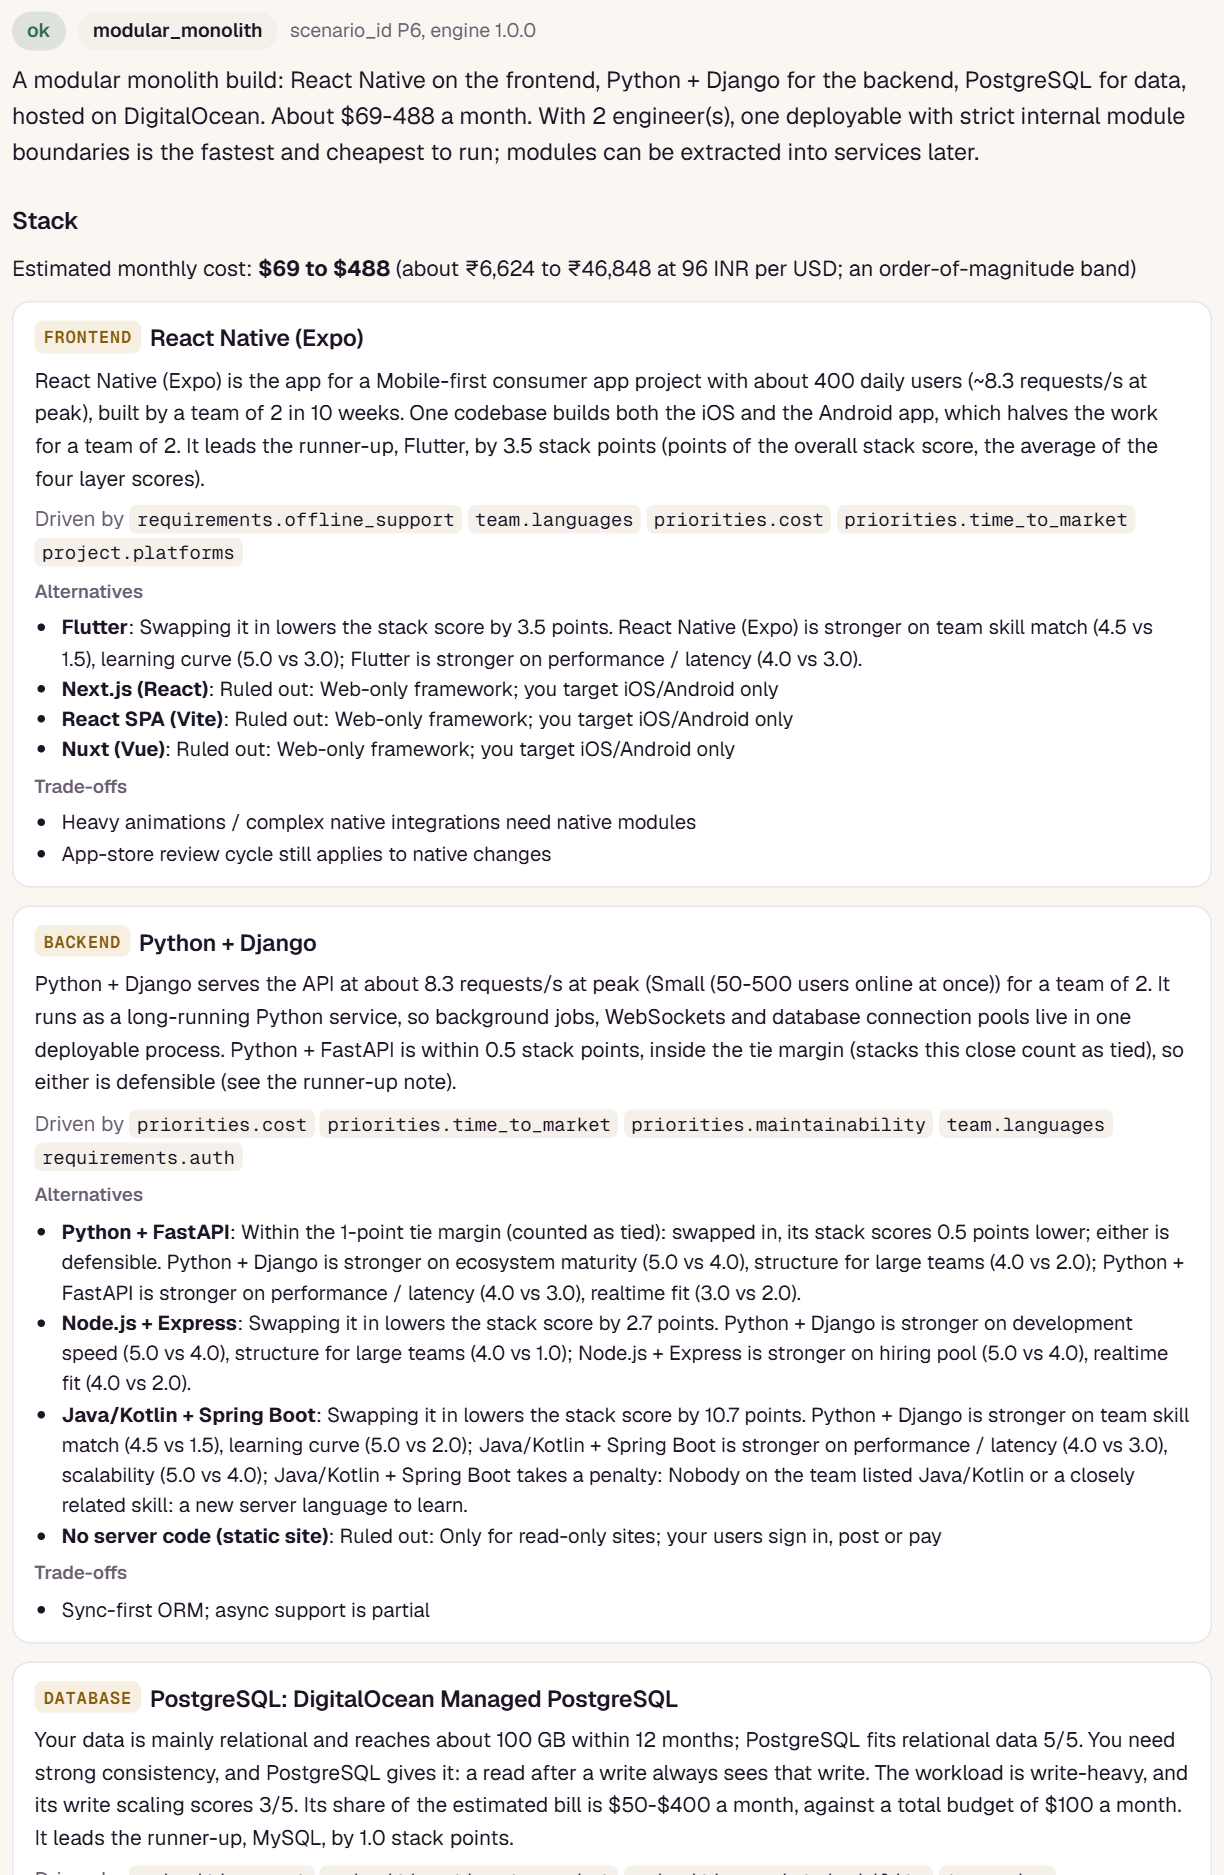 ok modular_monolith scenario_id P6, engine 1.0.0
A modular monolith build: React Native on the frontend, Python + Django for the backend, PostgreSQL for data,
hosted on DigitalOcean. About $69-488 a month. With 2 engineer(s), one deployable with strict internal module
boundaries is the fastest and cheapest to run; modules can be extracted into services later.
Stack
Estimated monthly cost: $69 to $488 (about ₹6,624 to ₹46,848 at 96 INR per USD; an order-of-magnitude band)
FRONTEND React Native (Expo)
React Native (Expo) is the app for a Mobile-first consumer app project with about 400 daily users (~8.3 requests/s at
peak), built by a team of 2 in 10 weeks. One codebase builds both the iOS and the Android app, which halves the work
for a team of 2. It leads the runner-up, Flutter, by 3.5 stack points (points of the overall stack score, the average of the
four layer scores).
Driven by requirements.offline_support team.languages priorities.cost priorities.time_to_market
project.platforms
Alternatives
• Flutter: Swapping it in lowers the stack score by 3.5 points. React Native (Expo) is stronger on team skill match (4.5 vs
1.5), learning curve (5.0 vs 3.0); Flutter is stronger on performance / latency (4.0 vs 3.0).
• Next.js (React): Ruled out: Web-only framework; you target iOS/Android only
• React SPA (Vite): Ruled out: Web-only framework; you target iOS/Android only
• Nuxt (Vue): Ruled out: Web-only framework; you target iOS/Android only
Trade-offs
• Heavy animations / complex native integrations need native modules
• App-store review cycle still applies to native changes
BACKEND Python + Django
Python + Django serves the API at about 8.3 requests/s at peak (Small (50-500 users online at once)) for a team of 2. It
runs as a long-running Python service, so background jobs, WebSockets and database connection pools live in one
deployable process. Python + FastAPI is within 0.5 stack points, inside the tie margin (stacks this close count as tied), so
either is defensible (see the runner-up note).
Driven by priorities.cost priorities.time_to_market priorities.maintainability team.languages
requirements.auth
Alternatives
• Python + FastAPI: Within the 1-point tie margin (counted as tied): swapped in, its stack scores 0.5 points lower; either is
defensible. Python + Django is stronger on ecosystem maturity (5.0 vs 4.0), structure for large teams (4.0 vs 2.0); Python +
FastAPI is stronger on performance / latency (4.0 vs 3.0), realtime fit (3.0 vs 2.0).
• Node.js + Express: Swapping it in lowers the stack score by 2.7 points. Python + Django is stronger on development
speed (5.0 vs 4.0), structure for large teams (4.0 vs 1.0); Node.js + Express is stronger on hiring pool (5.0 vs 4.0), realtime
fit (4.0 vs 2.0).
• Java/Kotlin + Spring Boot: Swapping it in lowers the stack score by 10.7 points. Python + Django is stronger on team skill
match (4.5 vs 1.5), learning curve (5.0 vs 2.0); Java/Kotlin + Spring Boot is stronger on performance / latency (4.0 vs 3.0),
scalability (5.0 vs 4.0); Java/Kotlin + Spring Boot takes a penalty: Nobody on the team listed Java/Kotlin or a closely
related skill: a new server language to learn.
• No server code (static site): Ruled out: Only for read-only sites; your users sign in, post or pay
Trade-offs
• Sync-first ORM; async support is partial
DATABASE PostgreSQL: DigitalOcean Managed PostgreSQL
Your data is mainly relational and reaches about 100 GB within 12 months; PostgreSQL fits relational data 5/5. You need
strong consistency, and PostgreSQL gives it: a read after a write always sees that write. The workload is write-heavy, and
its write scaling scores 3/5. Its share of the estimated bill is $50-$400 a month, against a total budget of $100 a month.
It leads the runner-up, MySQL, by 1.0 stack points.